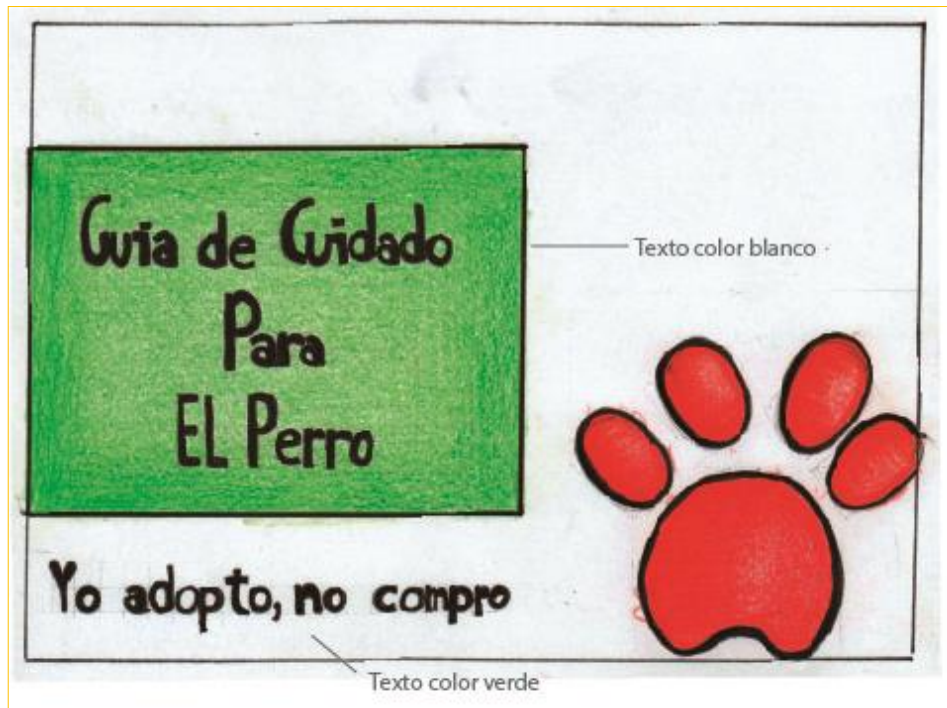 Guia de Cuidado
Para
EL Perro
Texto color blanco
Yo adopto, no compro
Texto color verde